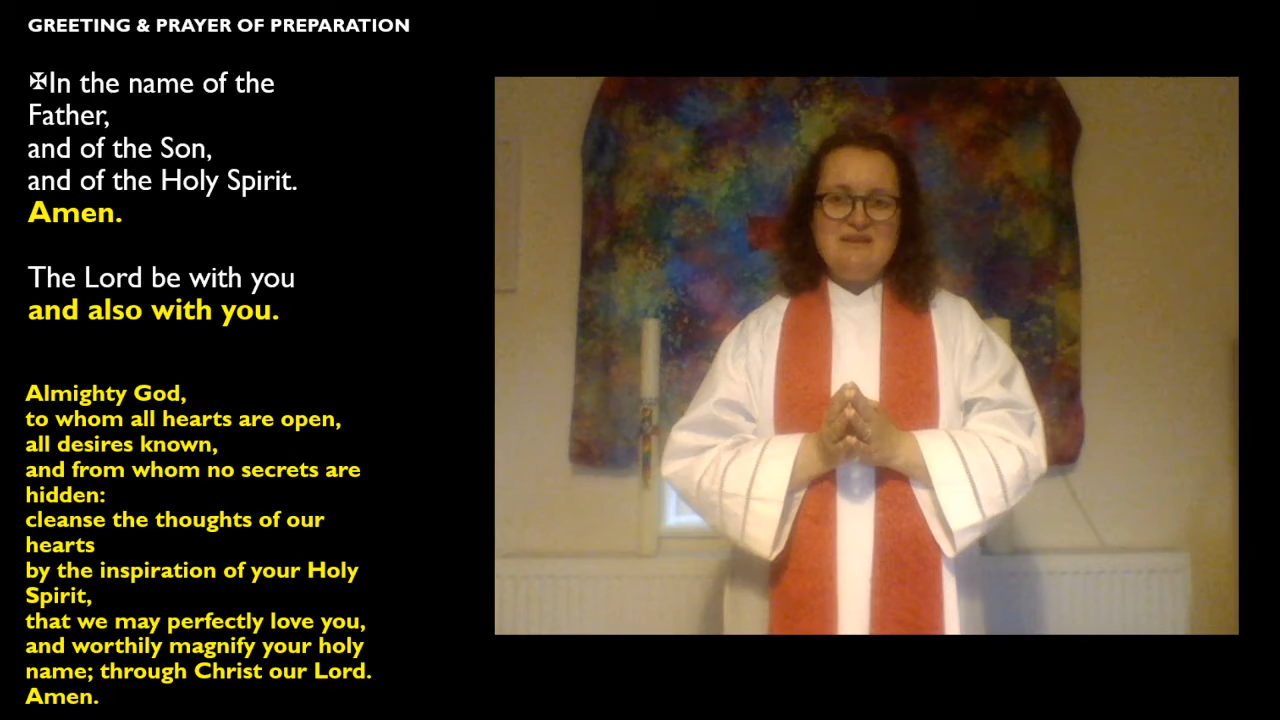 GREETING & PRAYER OF PREPARATION
✠In the name of the
Father,
and of the Son,
and of the Holy Spirit.
Amen.
The Lord be with you
and also with you.
Almighty God,
to whom all hearts are open,
all desires known,
and from whom no secrets are
hidden:
cleanse the thoughts of our
hearts
by the inspiration of your Holy
Spirit,
that we may perfectly love you,
and worthily magnify your holy
name; through Christ our Lord.
Amen.